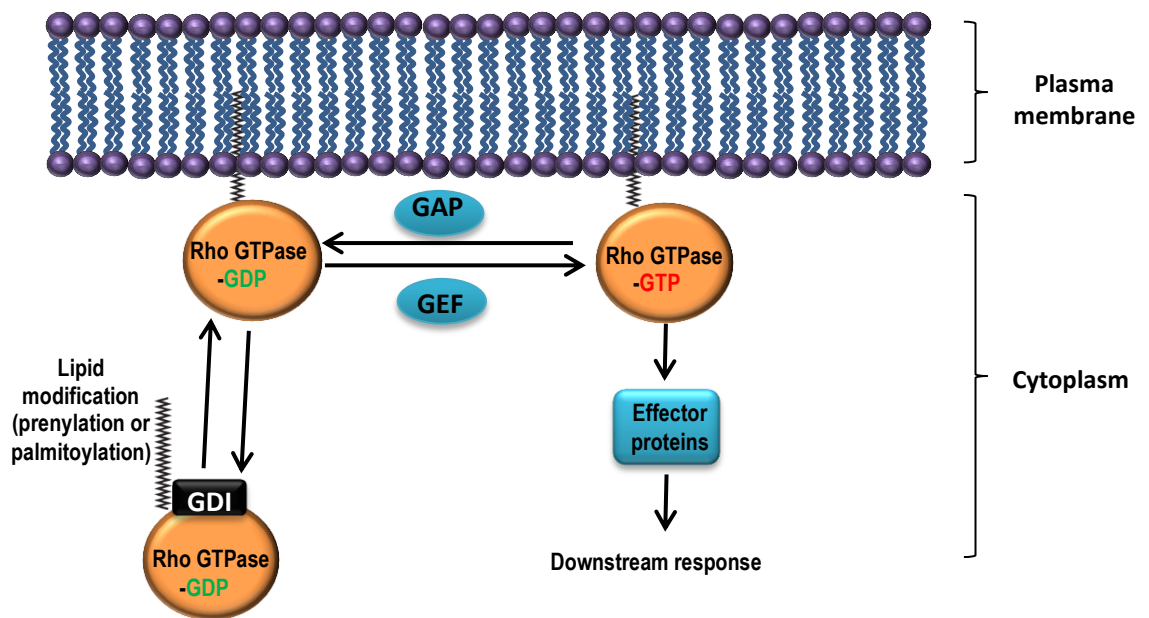 Plasma
membrane
GAP
Rho GTPase
-GDP
Rho GTPase
-GTP
GEF
Lipid
modification
(prenylation or
palmitoylation)
Effector
proteins
Cytoplasm
GDI
Rho GTPase
-GDP
Downstream response